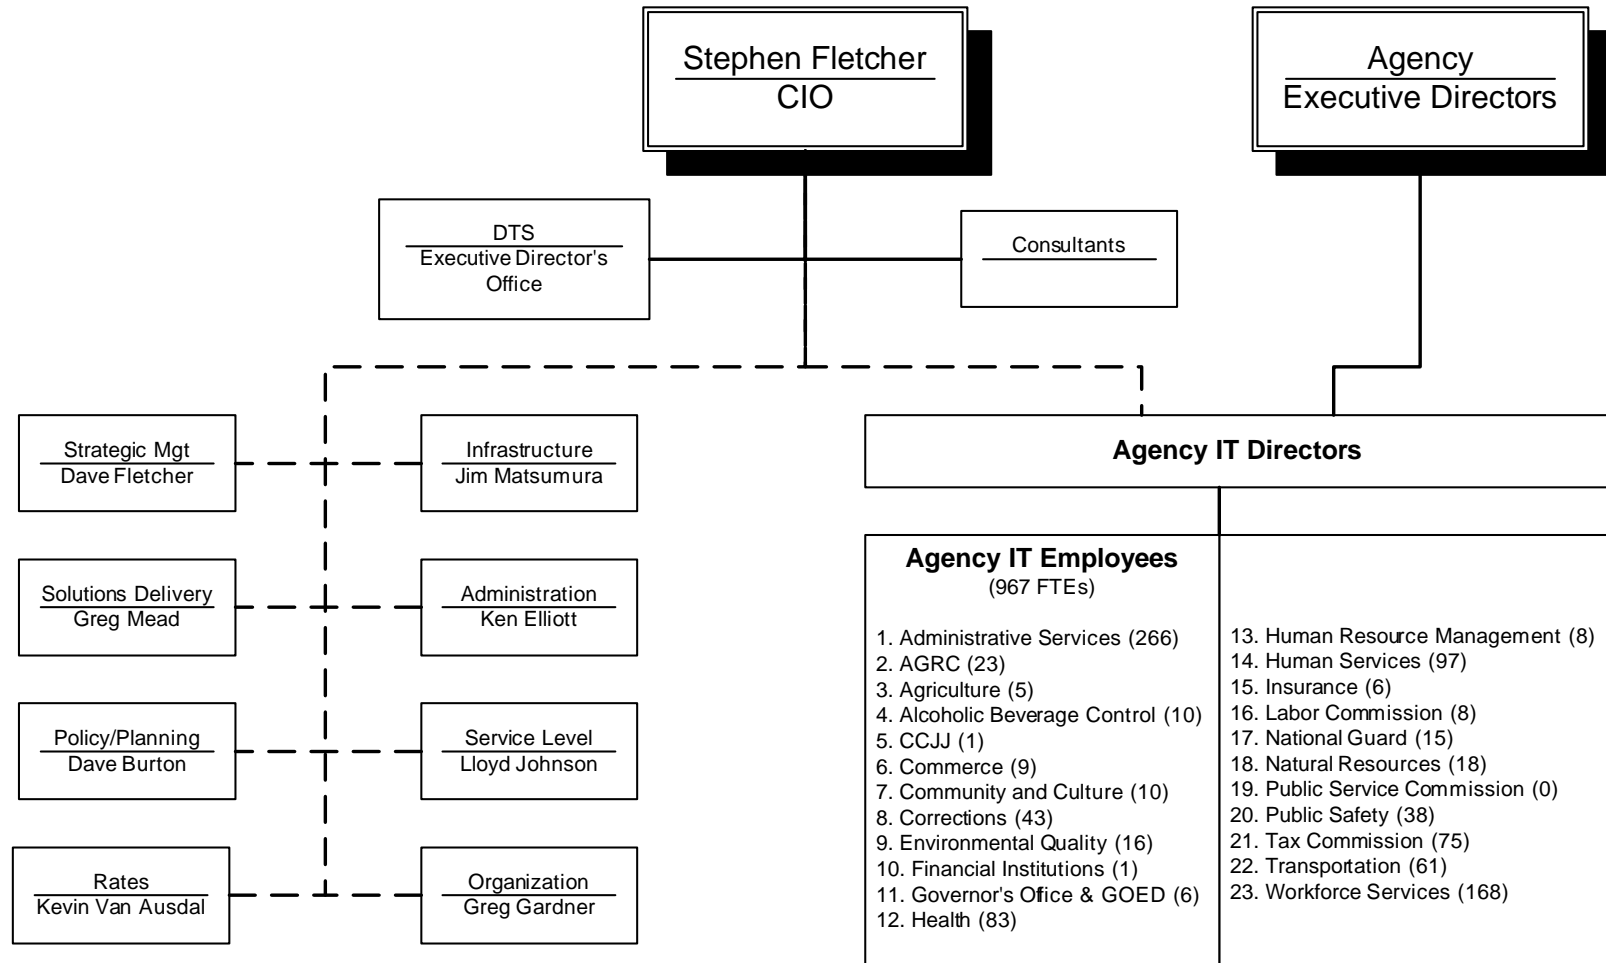 Stephen Fletcher
CIO
Agency
Executive Directors
DTS
Executive Director's
Office
Consultants
Strategic Mgt
Dave Fletcher
Infrastructure
Jim Matsumura
Solutions Delivery
Greg Mead
Administration
Ken Elliott
Policy/Planning
Dave Burton
Service Level
Lloyd Johnson
Rates
Kevin Van Ausdal
Organization
Greg Gardner
Agency IT Directors
Agency IT Employees
(967 FTEs)
1. Administrative Services (266)
2. AGRC (23)
3. Agriculture (5)
4. Alcoholic Beverage Control (10)
5. CCJJ (1)
6. Commerce (9)
7. Community and Culture (10)
8. Corrections (43)
9. Environmental Quality (16)
10. Financial Institutions (1)
11. Governor's Office & GOED (6)
12. Health (83)
13. Human Resource Management (8)
14. Human Services (97)
15. Insurance (6)
16. Labor Commission (8)
17. National Guard (15)
18. Natural Resources (18)
19. Public Service Commission (0)
20. Public Safety (38)
21. Tax Commission (75)
22. Transportation (61)
23. Workforce Services (168)